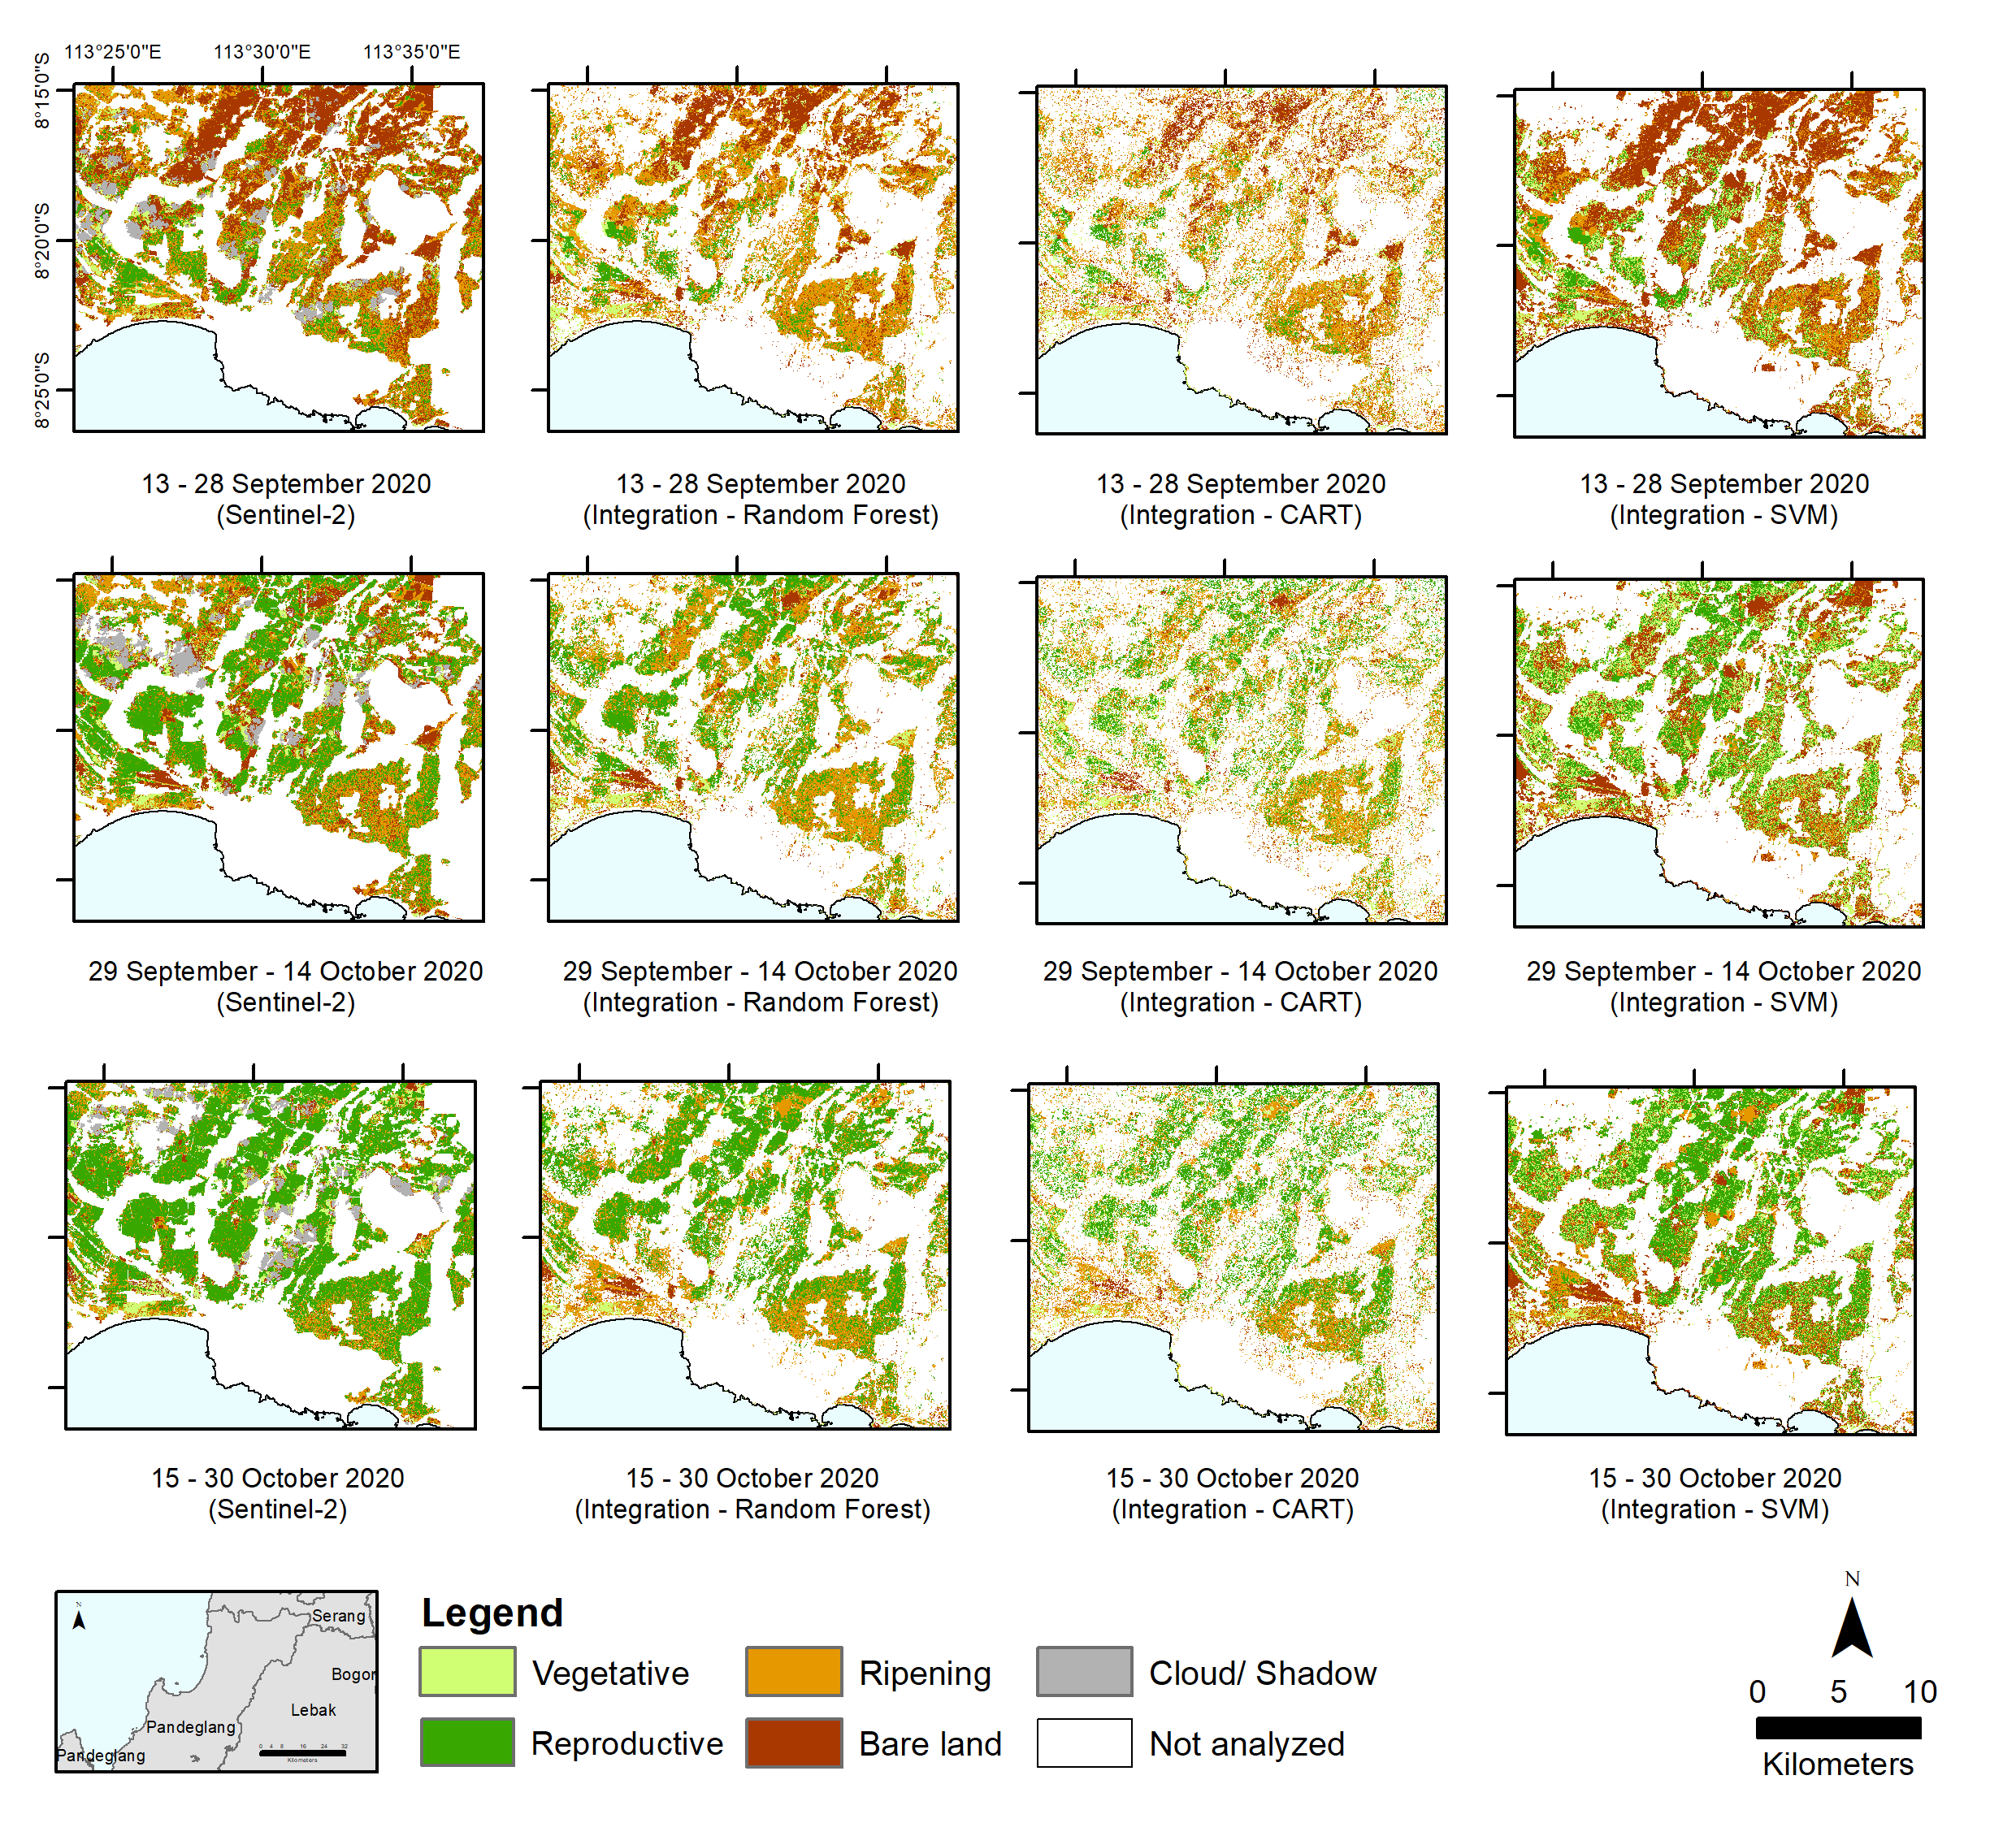 113°25'0"E 113°30'0"E 113°35'0"E
8°15'0"S
8°20'0"S
8°25'0"S
13 - 28 September 2020
(Sentinel-2)
13 - 28 September 2020
(Integration - Random Forest)
13 - 28 September 2020
(Integration - CART)
13 - 28 September 2020
(Integration - SVM)
29 September - 14 October 2020
(Sentinel-2)
29 September - 14 October 2020
(Integration - Random Forest)
29 September - 14 October 2020
(Integration - CART)
29 September - 14 October 2020
(Integration - SVM)
15 - 30 October 2020
(Sentinel-2)
15 - 30 October 2020
(Integration - Random Forest)
15 - 30 October 2020
(Integration - CART)
15 - 30 October 2020
(Integration - SVM)
N
Serang
Bogor
Lebak
Pandeglang
Pandeglang
0 4 8 16 24 32
Kilometers
Legend
Vegetative
Ripening
Cloud/ Shadow
Reproductive
Bare land
Not analyzed
N
0 5 10
Kilometers